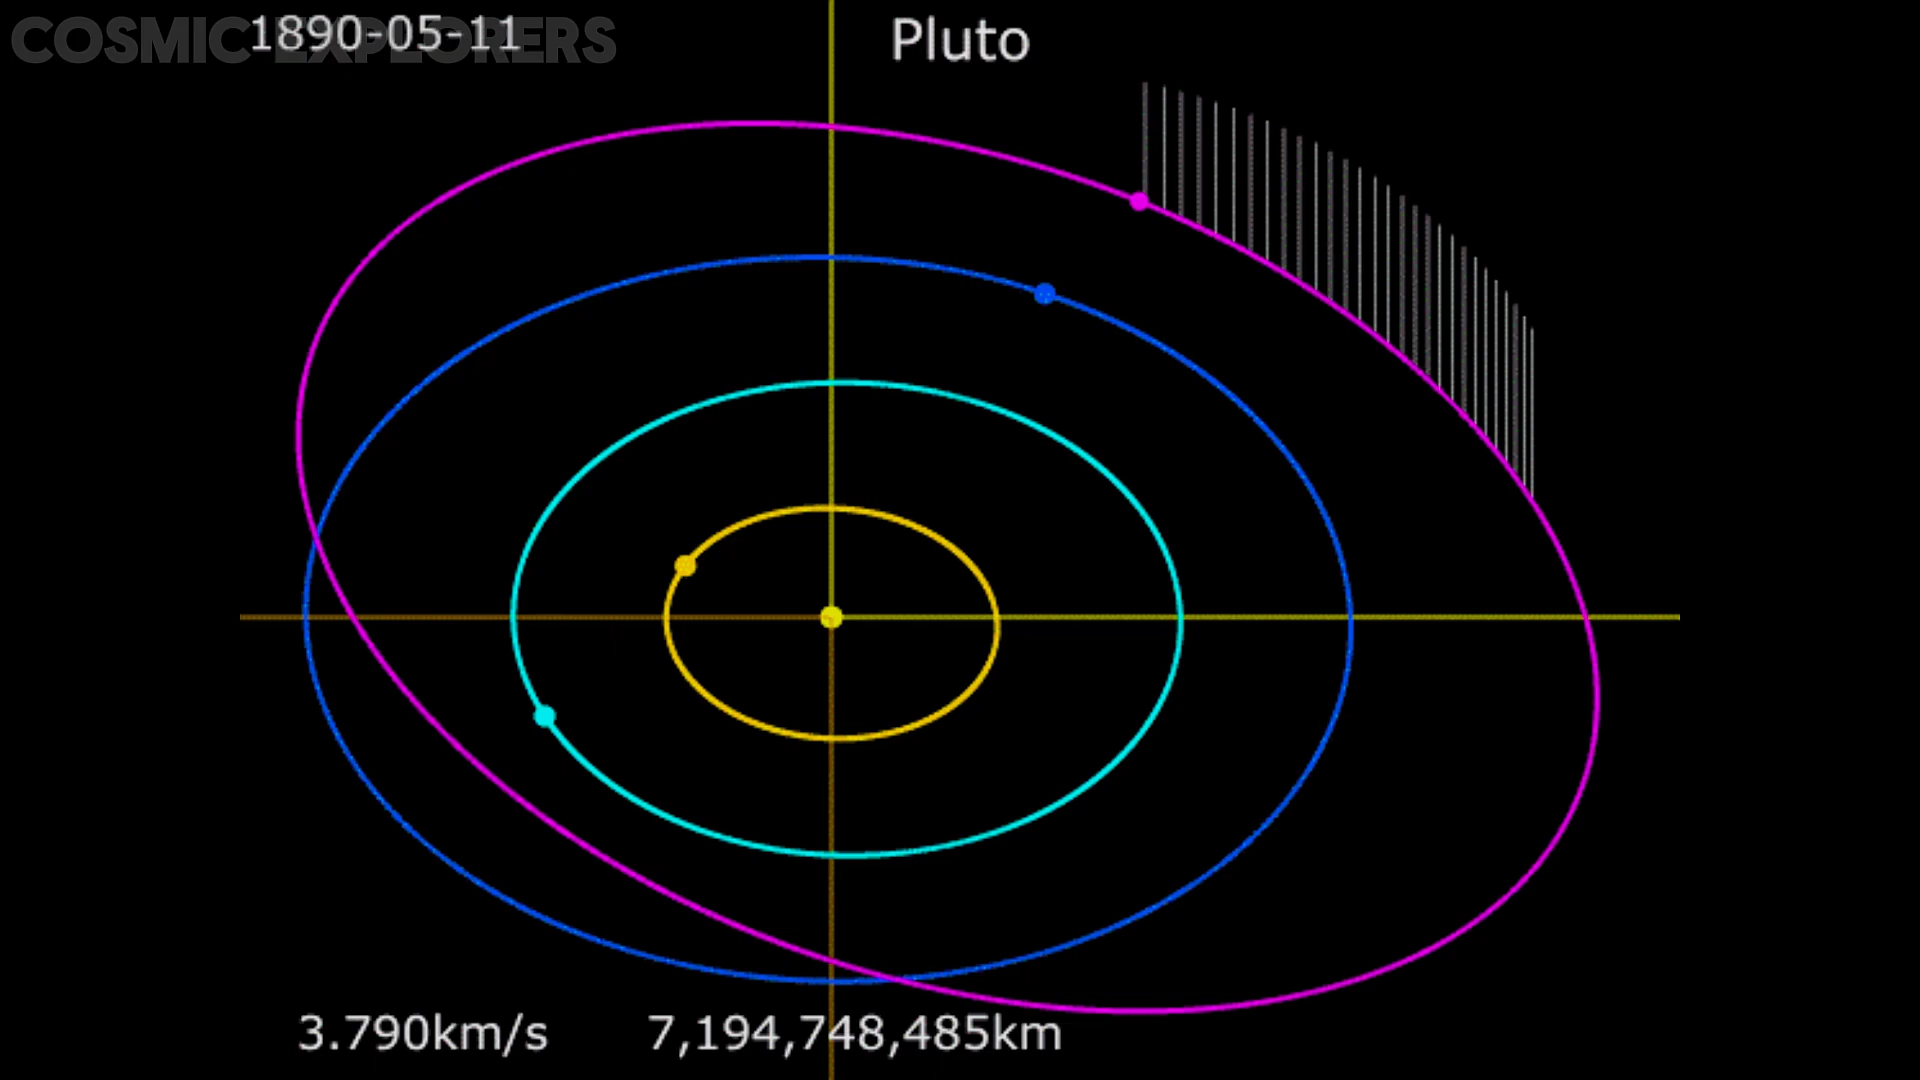 COSMIC EXPLORERS
1890-05-11
Pluto
3.790km/s
7,194,748,485km